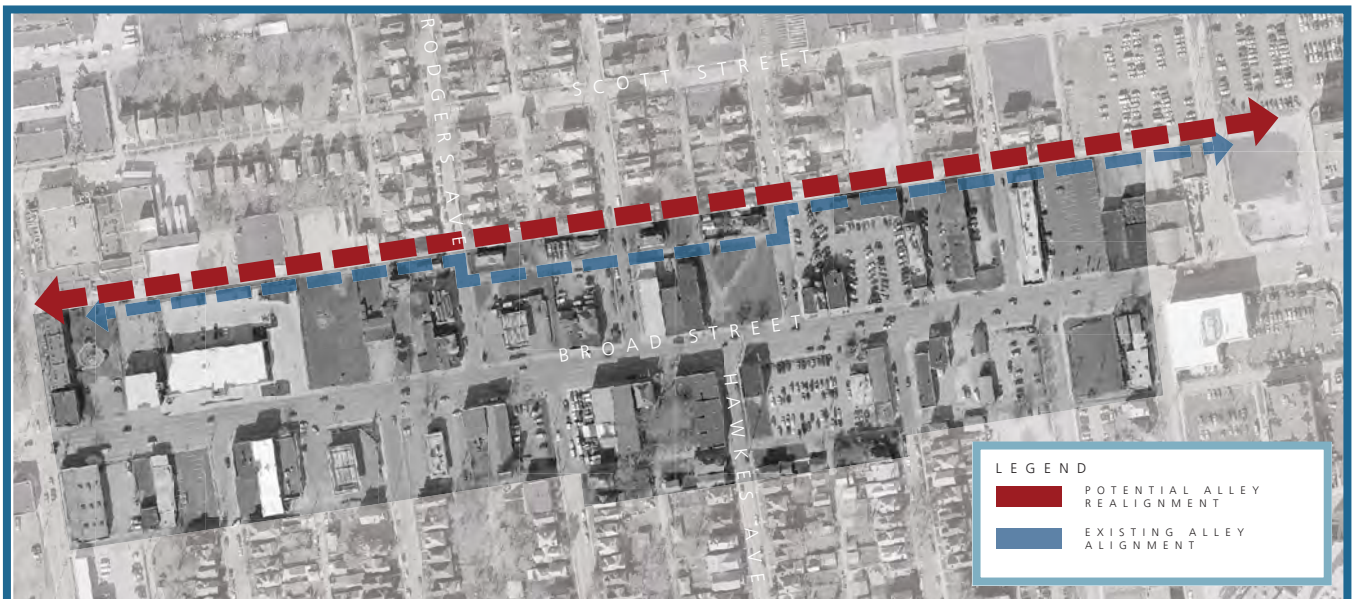 RODGERS AVE
SCOTT STREET
BROAD STREET
HAWKES AVE
LEGEND
POTENTIAL ALLEY
REALIGNMENT
EXISTING ALLEY
ALIGNMENT